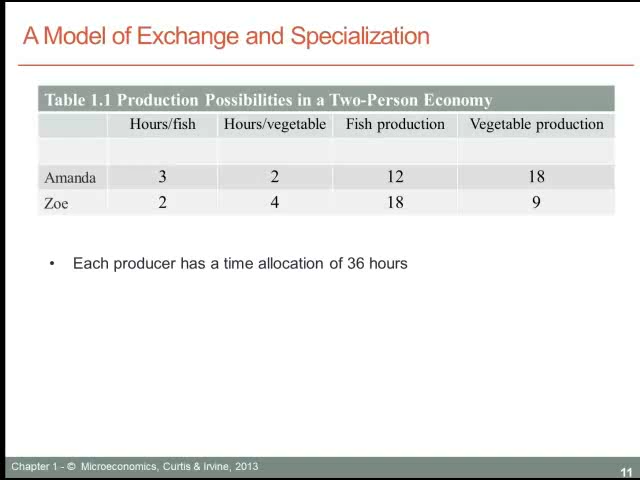 A Model of Exchange and Specialization
Table 1.1 Production Possibilities in a Two-Person Economy
Hours/fish Hours/vegetable Fish production Vegetable production
Amanda 3 2 12 18
Zoe 2 4 18 9
• Each producer has a time allocation of 36 hours
Chapter 1 - © Microeconomics, Curtis & Irvine, 2013
11